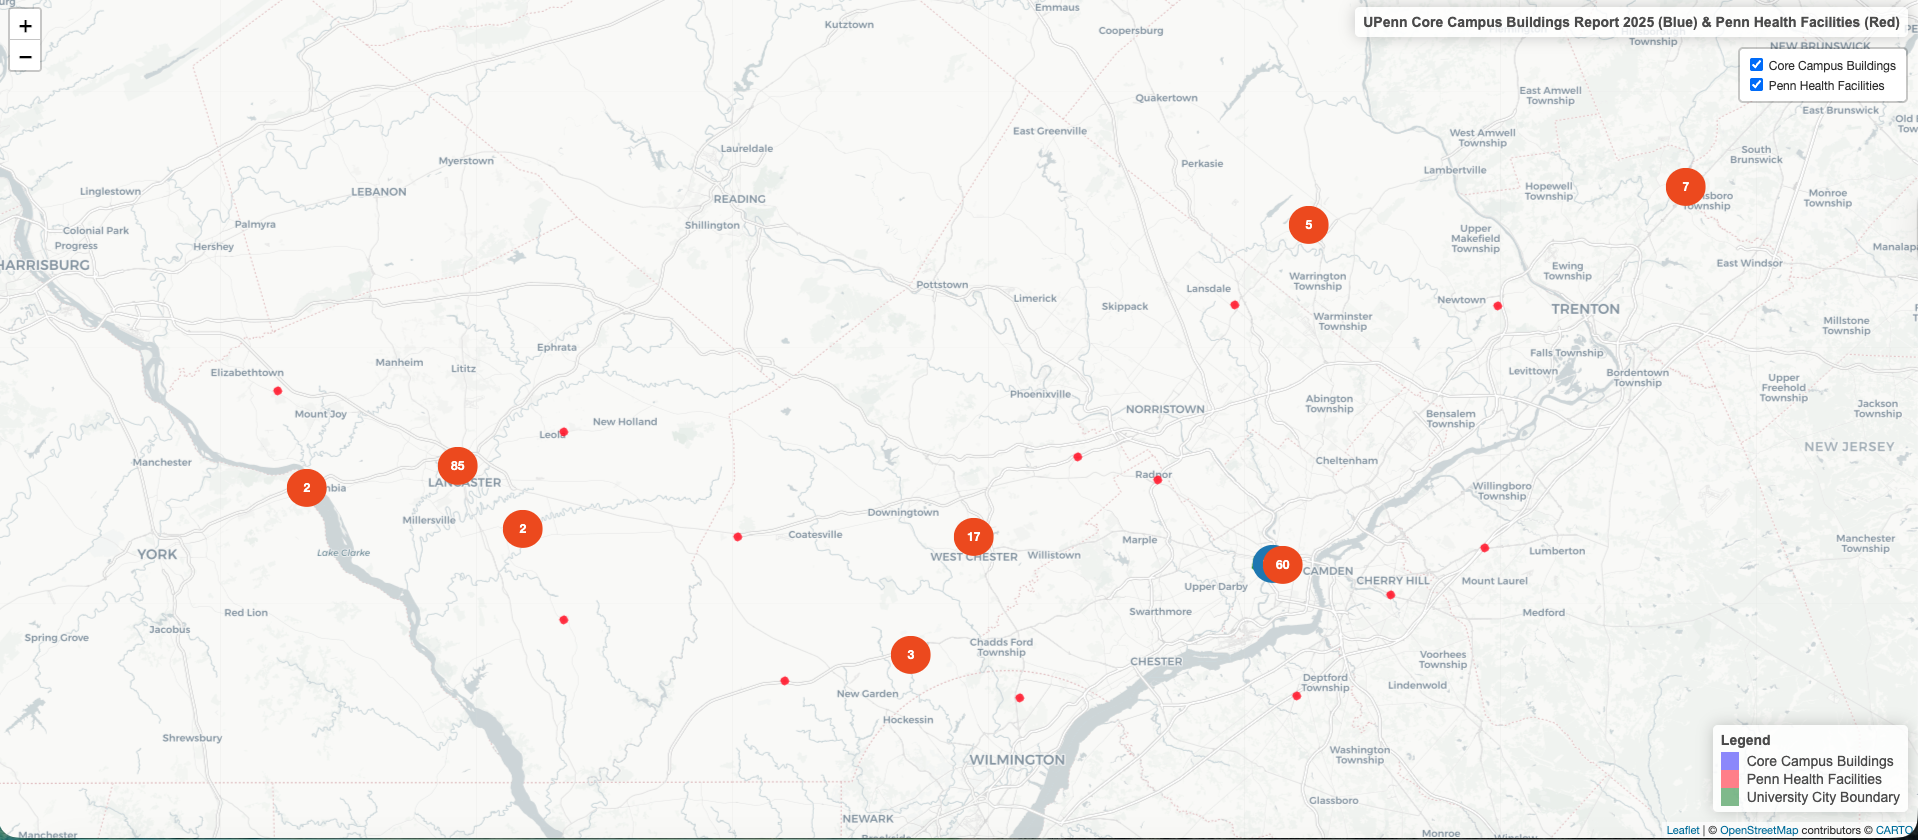 +
−
UPenn Core Campus Buildings Report 2025 (Blue) & Penn Health Facilities (Red)
Core Campus Buildings
Penn Health Facilities
Emmaus
Kutztown
Coopersburg
Township
NEW BRUNSWICK
Quakertown
East Amwell
Township
East Brunswick
East Greenville
West Amwell
Township
Laureldale
South
Brunswick
Myerstown
Perkasie
Lambertville
Linglestown
LEBANON
READING
Hopewell
Township
7
Monroe
Township
Township
Palmyra
Shillington
5
Colonial Park
Progress
Hershey
Upper
Makefield
Township
HARRISBURG
Ewing
Township
East Windsor
Warrington
Township
Pottstown
Limerick
Skippack
Lansdale
Newtown
TRENTON
Warminster
Township
Millstone
Township
Ephrata
Manheim
Lititz
Elizabethtown
Falls Township
Levittown
Bordentown
Township
Upper
Freehold
Township
Phoenixville
NORRISTOWN
Abington
Township
Bensalem
Township
Jackson
Township
Mount Joy
New Holland
Leola
NEW JERSEY
Manchester
85
LANCASTER
2
Cheltenham
Radnor
Willingboro
Township
Millersville
2
Downingtown
Coatesville
17
WEST CHESTER
Willistown
Marple
Manchester
Township
YORK
Lake Clarke
60
CAMDEN
Lumberton
CHERRY HILL
Mount Laurel
Upper Darby
Swarthmore
Medford
Red Lion
Jacobus
Spring Grove
Chadds Ford
Township
3
CHESTER
Voorhees
Township
Deptford
Township
Lindenwold
New Garden
Hockessin
Shrewsbury
WILMINGTON
Washington
Township
Glassboro
NEWARK
Manchester
Monroe
Legend
Core Campus Buildings
Penn Health Facilities
University City Boundary
Leaflet | © OpenStreetMap contributors © CARTO